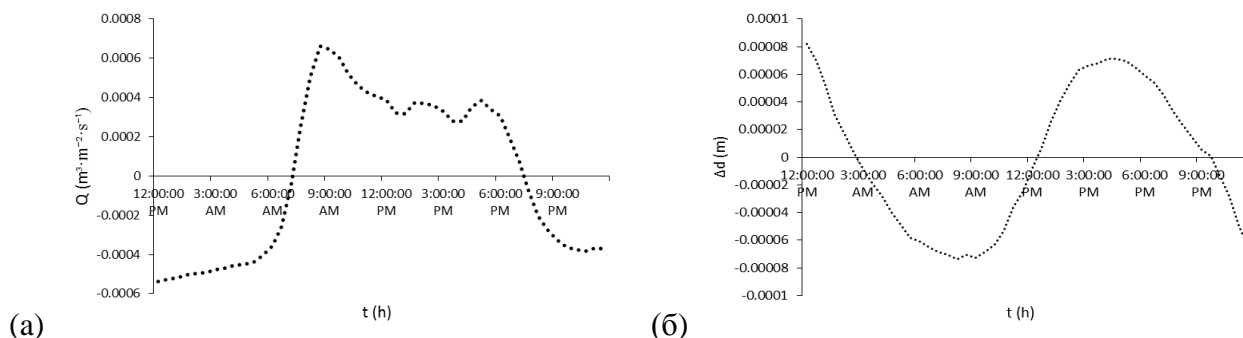 0.0008
0.0006
0.0004
0.0002
0
-0.0002
-0.0004
-0.0006
Q (m³·m⁻²·s⁻¹)
12:00:00 PM
3:00:00 AM
6:00:00 AM
9:00:00 AM
12:00:00 PM
3:00:00 PM
6:00:00 PM
9:00:00 PM
t (h)
(а)
0.0001
0.00008
0.00006
0.00004
0.00002
0
-0.00002
-0.00004
-0.00006
-0.00008
-0.0001
Δd (m)
12:00:00 PM
3:00:00 AM
6:00:00 AM
9:00:00 AM
12:00:00 PM
3:00:00 PM
6:00:00 PM
9:00:00 PM
t (h)
(б)